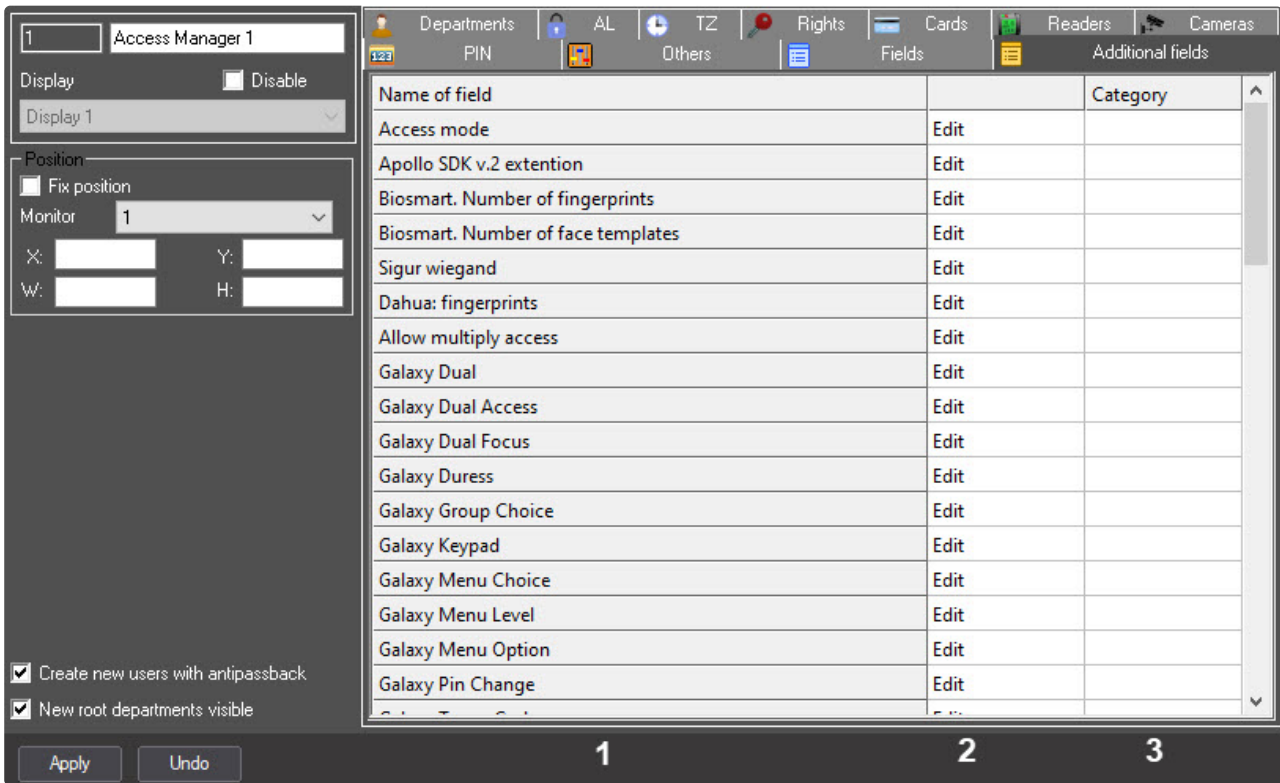 1 Access Manager 1
Display Disable
Display 1
Position
Fix position
Monitor 1
X: Y:
W: H:
Create new users with antipassback
New root departments visible
Apply Undo
Departments AL TZ Rights Cards Readers Cameras
123 PIN Others Fields Additional fields
Name of field Category
Access mode Edit
Apollo SDK v.2 extention Edit
Biosmart. Number of fingerprints Edit
Biosmart. Number of face templates Edit
Sigur wiegand Edit
Dahua: fingerprints Edit
Allow multiply access Edit
Galaxy Dual Edit
Galaxy Dual Access Edit
Galaxy Dual Focus Edit
Galaxy Duress Edit
Galaxy Group Choice Edit
Galaxy Keypad Edit
Galaxy Menu Choice Edit
Galaxy Menu Level Edit
Galaxy Menu Option Edit
Galaxy Pin Change Edit
1 2 3